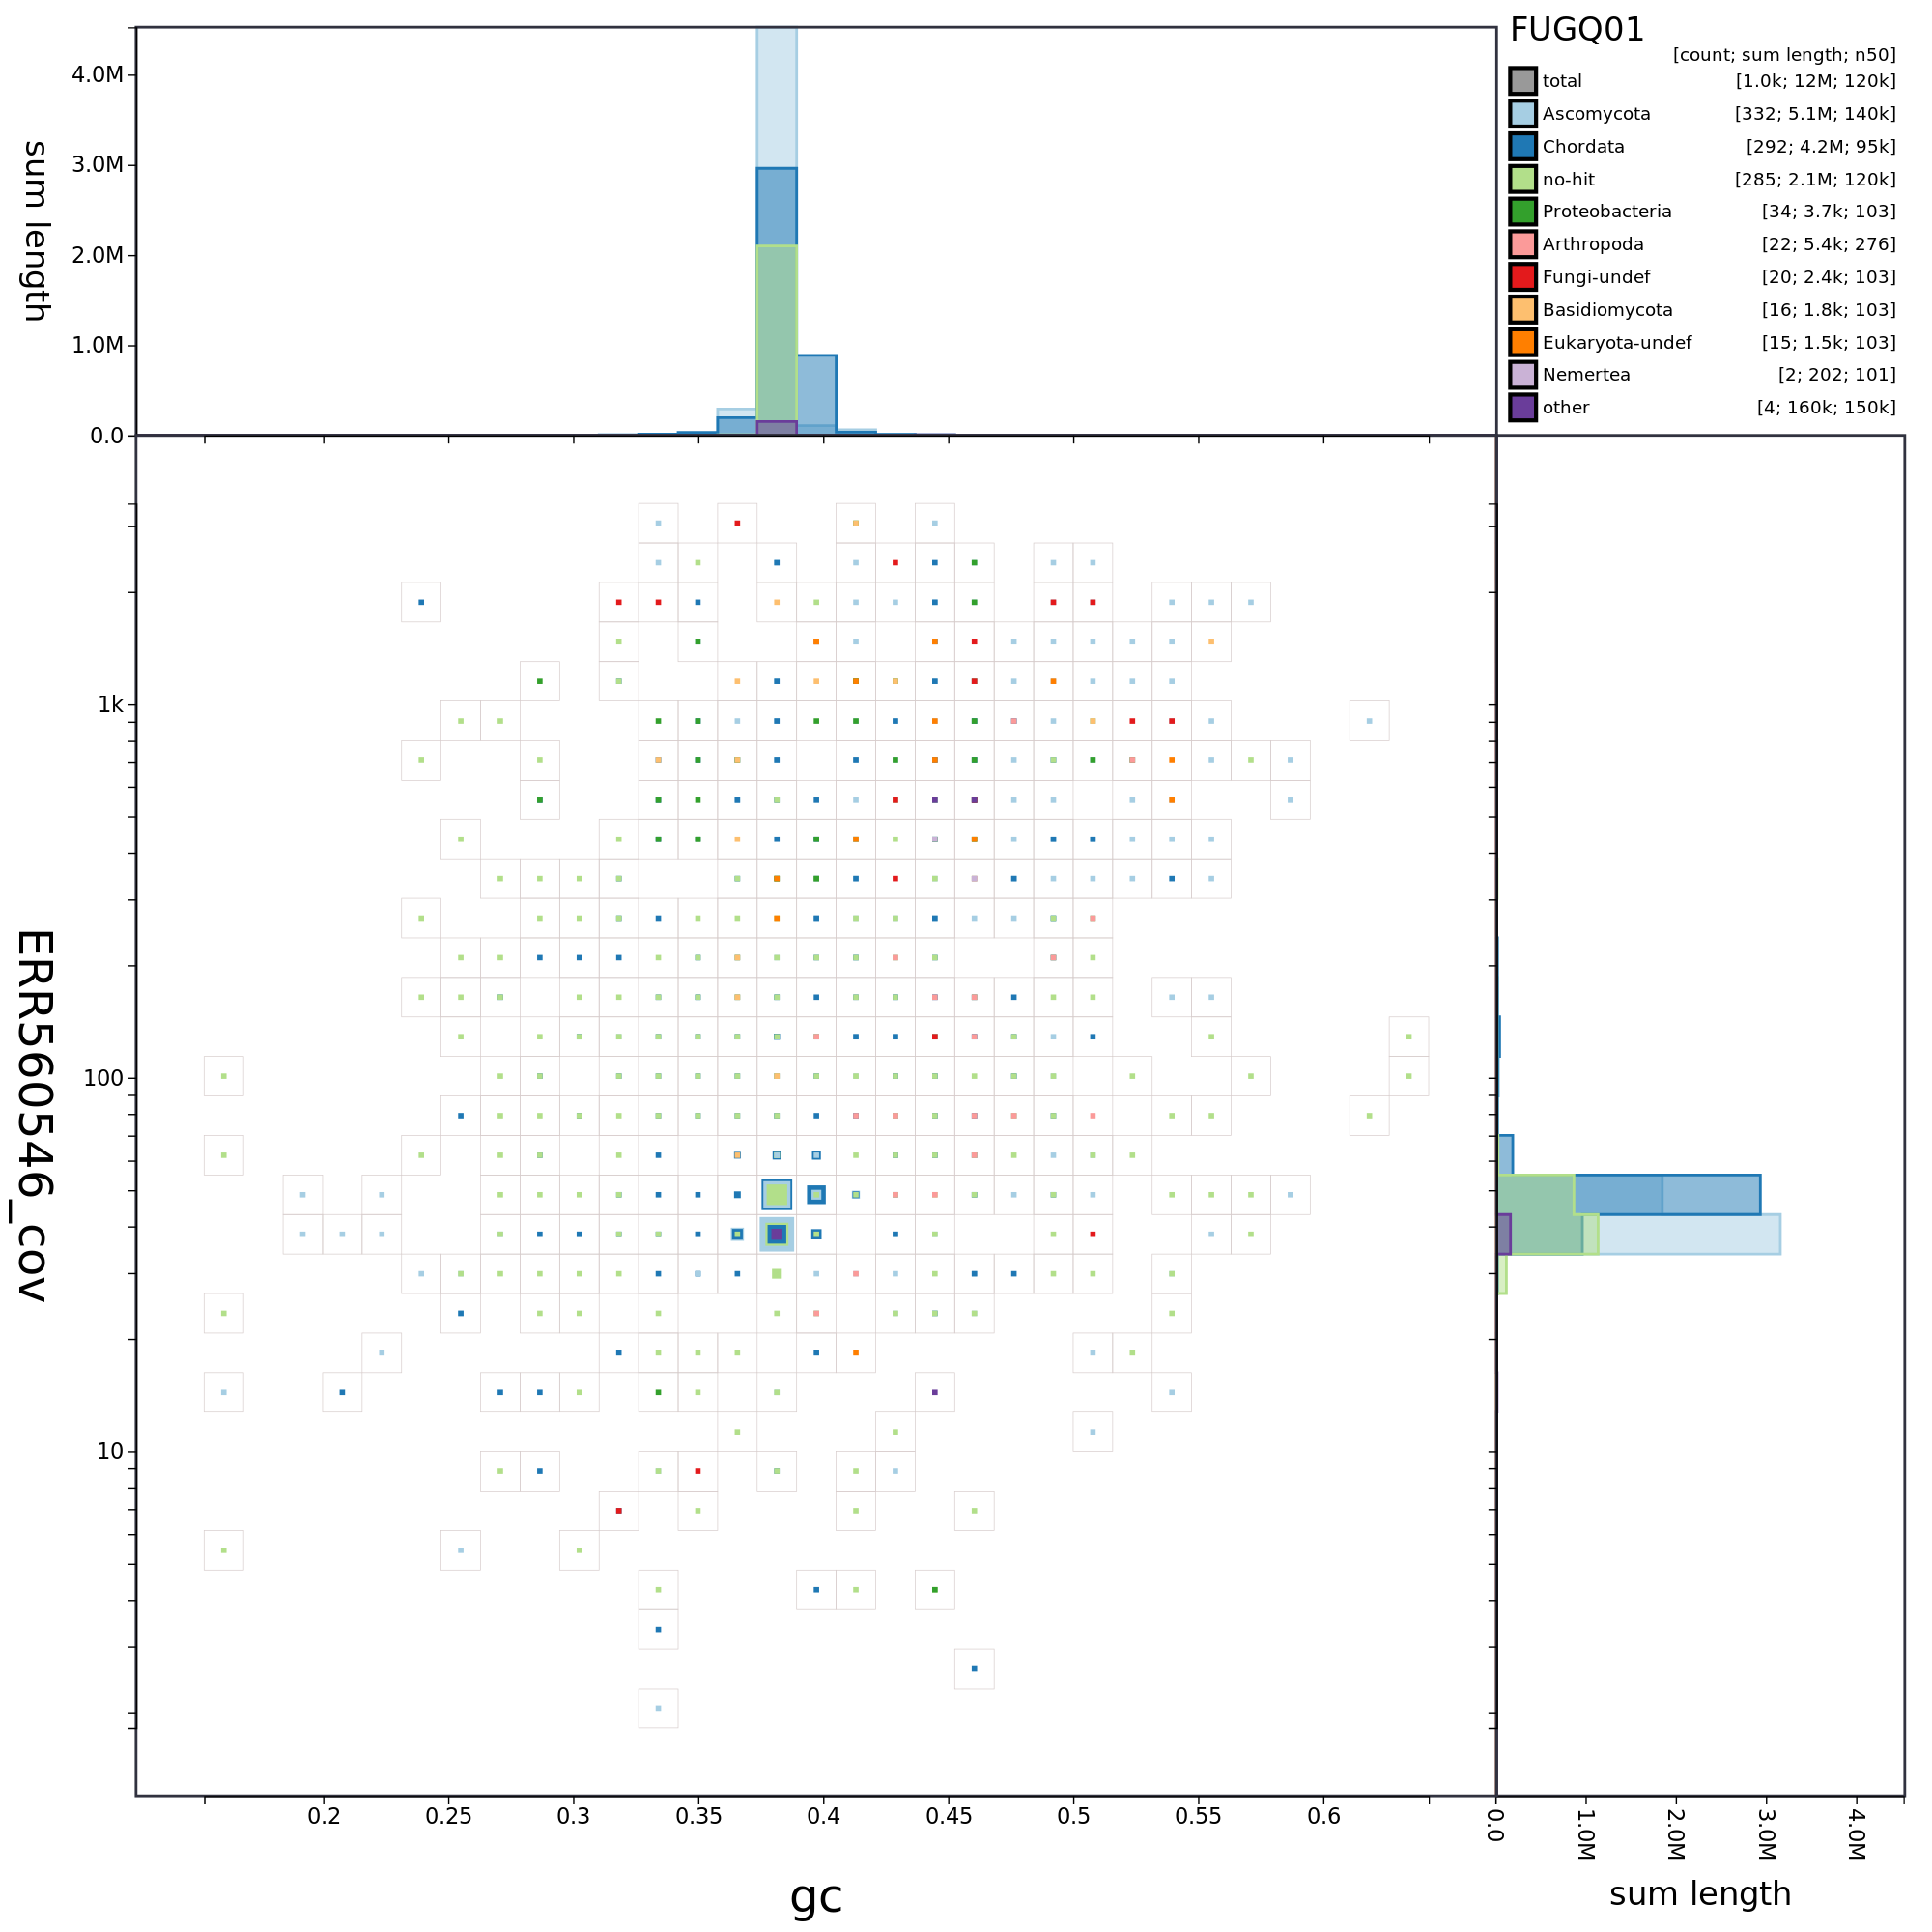 FUGQ01
[count; sum length; n50]
total [1.0k; 12M; 120k]
Ascomycota [332; 5.1M; 140k]
Chordata [292; 4.2M; 95k]
no-hit [285; 2.1M; 120k]
Proteobacteria [34; 3.7k; 103]
Arthropoda [22; 5.4k; 276]
Fungi-undef [20; 2.4k; 103]
Basidiomycota [16; 1.8k; 103]
Eukaryota-undef [15; 1.5k; 103]
Nemertea [2; 202; 101]
other [4; 160k; 150k]
sum length
4.0M
3.0M
2.0M
1.0M
0.0
ERR560546_cov
1k
100
10
0.2 0.25 0.3 0.35 0.4 0.45 0.5 0.55 0.6
gc
0.0 1.0M 2.0M 3.0M 4.0M
sum length